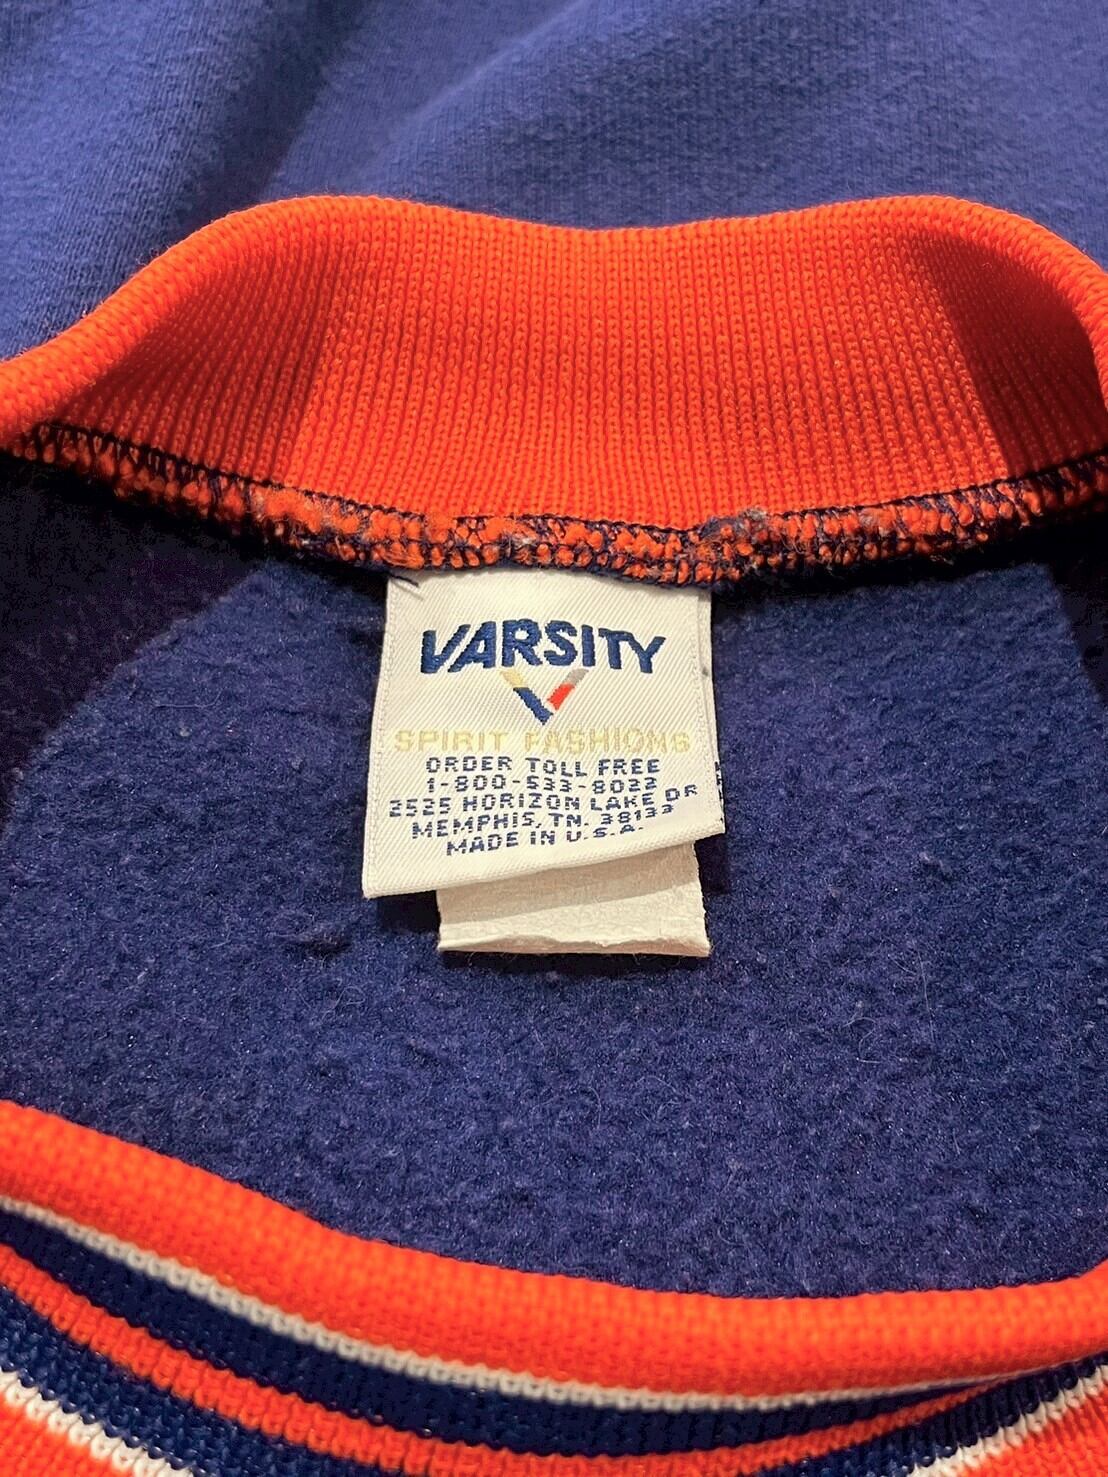 VARSITY
SPIRIT FASHIONS
ORDER TOLL FREE
1-800-533-8022
2525 HORIZON LAKE DR
MEMPHIS, TN. 38133
MADE IN U.S.A.